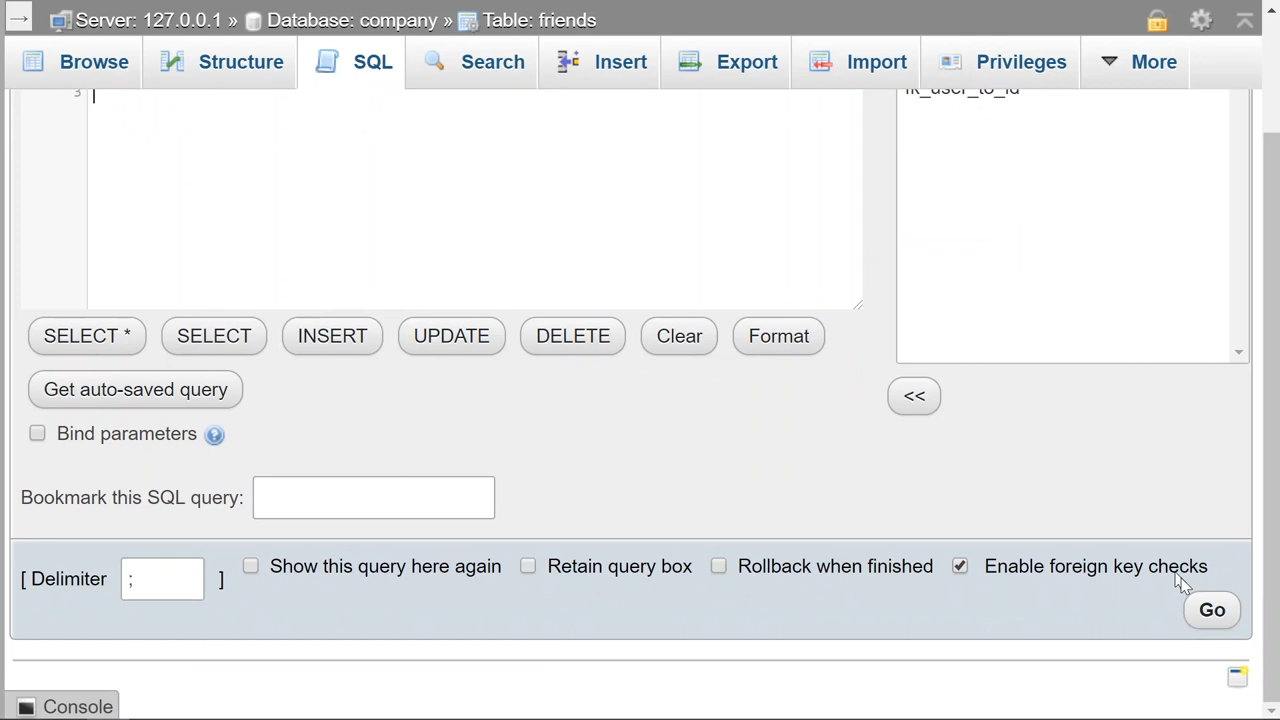 Server: 127.0.0.1 » Database: company » Table: friends
Browse Structure SQL Search Insert Export Import Privileges More
3
fk_user_to_id
SELECT * SELECT INSERT UPDATE DELETE Clear Format
Get auto-saved query
<<
Bind parameters
Bookmark this SQL query:
[ Delimiter ; ] Show this query here again Retain query box Rollback when finished Enable foreign key checks
Go
Console